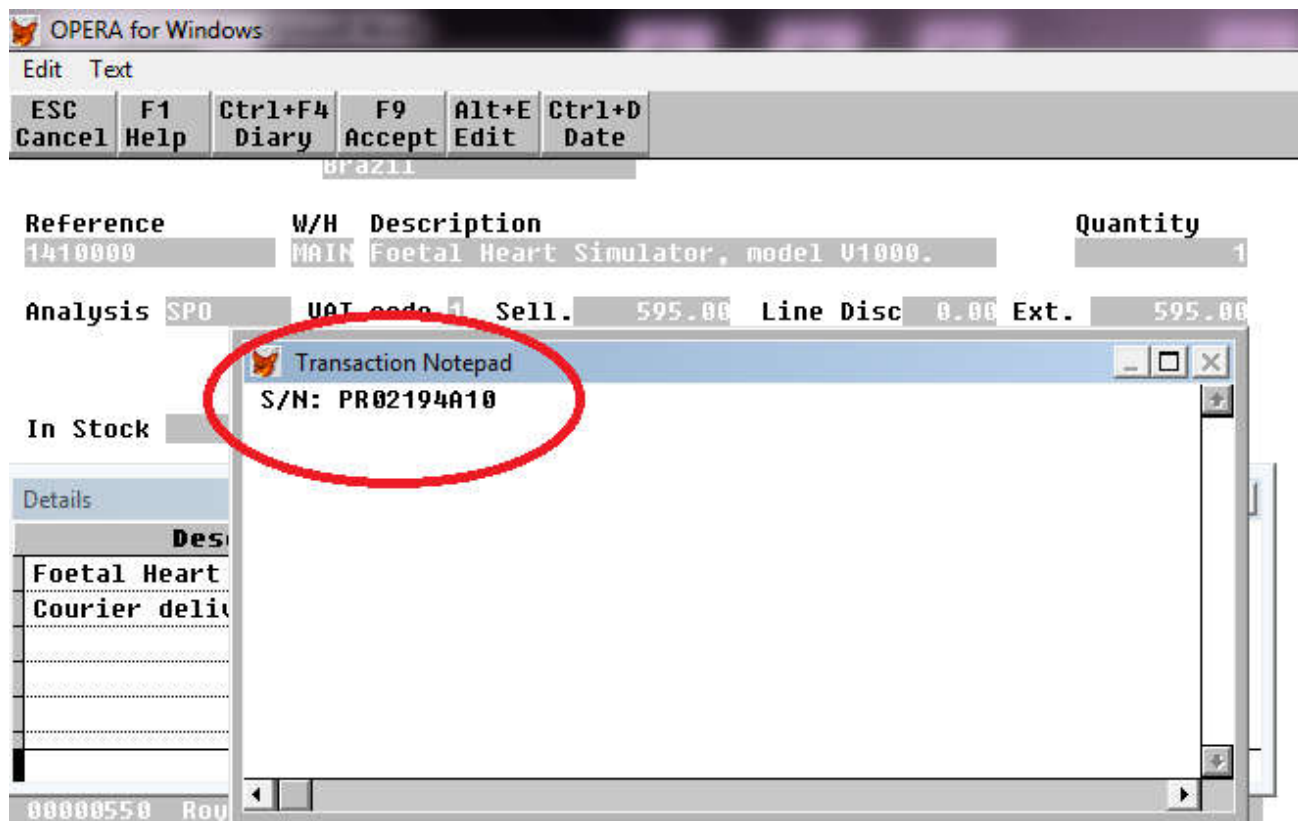 OPERA for Windows
Edit Text
ESC F1 Ctrl+F4 F9 Alt+E Ctrl+D
Cancel Help Diary Accept Edit Date
Brazil
Reference W/H Description Quantity
1410000 MAIN Foetal Heart Simulator, model V1000. 1
Analysis SPO VAT code 1 Sell. 595.00 Line Disc 0.00 Ext. 595.00
Transaction Notepad
S/N: PR02194A10
In Stock
Details
Des
Foetal Heart
Courier deliv
00000550 Rou